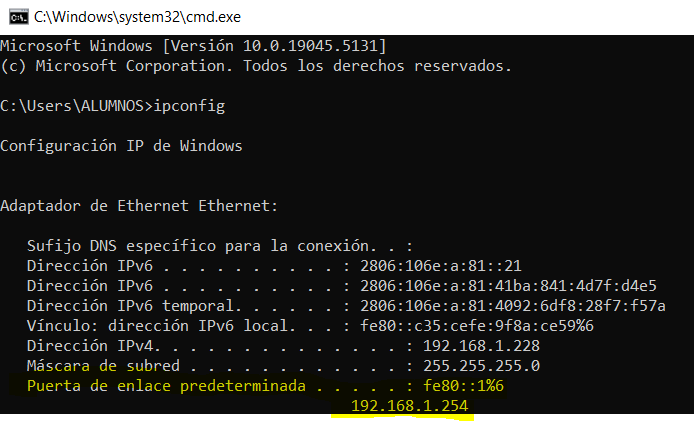 C:\Windows\system32\cmd.exe
Microsoft Windows [Versión 10.0.19045.5131]
(c) Microsoft Corporation. Todos los derechos reservados.
C:\Users\ALUMNOS>ipconfig
Configuración IP de Windows
Adaptador de Ethernet Ethernet:
Sufijo DNS específico para la conexión. . :
Dirección IPv6 . . . . . . . . . . : 2806:106e:a:81::21
Dirección IPv6 . . . . . . . . . . : 2806:106e:a:81:41ba:841:4d7f:d4e5
Dirección IPv6 temporal. . . . . . : 2806:106e:a:81:4092:6df8:28f7:f57a
Vínculo: dirección IPv6 local. . . : fe80::c35:cefe:9f8a:ce59%6
Dirección IPv4. . . . . . . . . . . . . . : 192.168.1.228
Máscara de subred . . . . . . . . . . . . : 255.255.255.0
Puerta de enlace predeterminada . . . . . : fe80::1%6
192.168.1.254